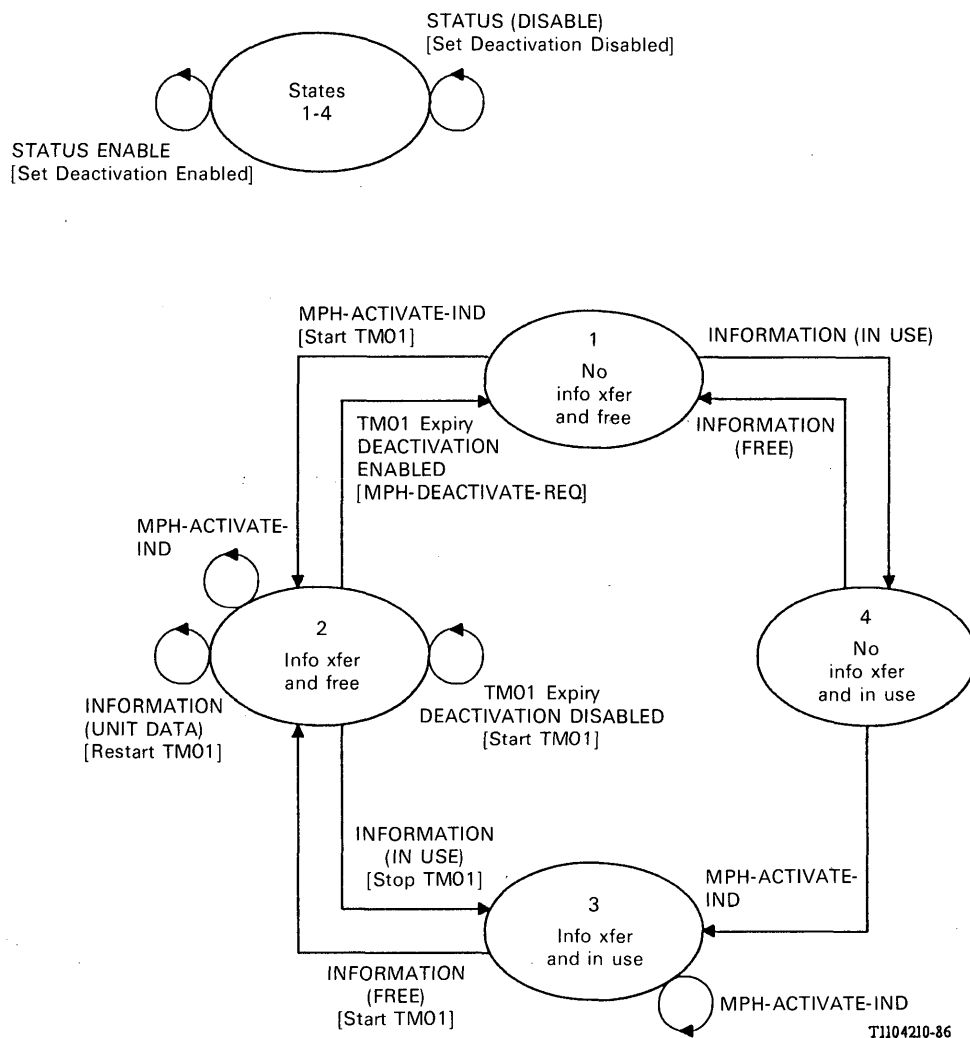 STATUS (DISABLE)
[Set Deactivation Disabled]
States
1-4
STATUS ENABLE
[Set Deactivation Enabled]
MPH-ACTIVATE-IND
[Start TM01]
1
No
info xfer
and free
INFORMATION (IN USE)
TM01 Expiry
DEACTIVATION
ENABLED
[MPH-DEACTIVATE-REQ]
INFORMATION
(FREE)
MPH-ACTIVATE-
IND
2
Info xfer
and free
4
No
info xfer
and in use
INFORMATION
(UNIT DATA)
[Restart TM01]
TM01 Expiry
DEACTIVATION DISABLED
[Start TM01]
INFORMATION
(IN USE)
[Stop TM01]
MPH-ACTIVATE-
IND
3
Info xfer
and in use
INFORMATION
(FREE)
[Start TM01]
MPH-ACTIVATE-IND
T1104210-86